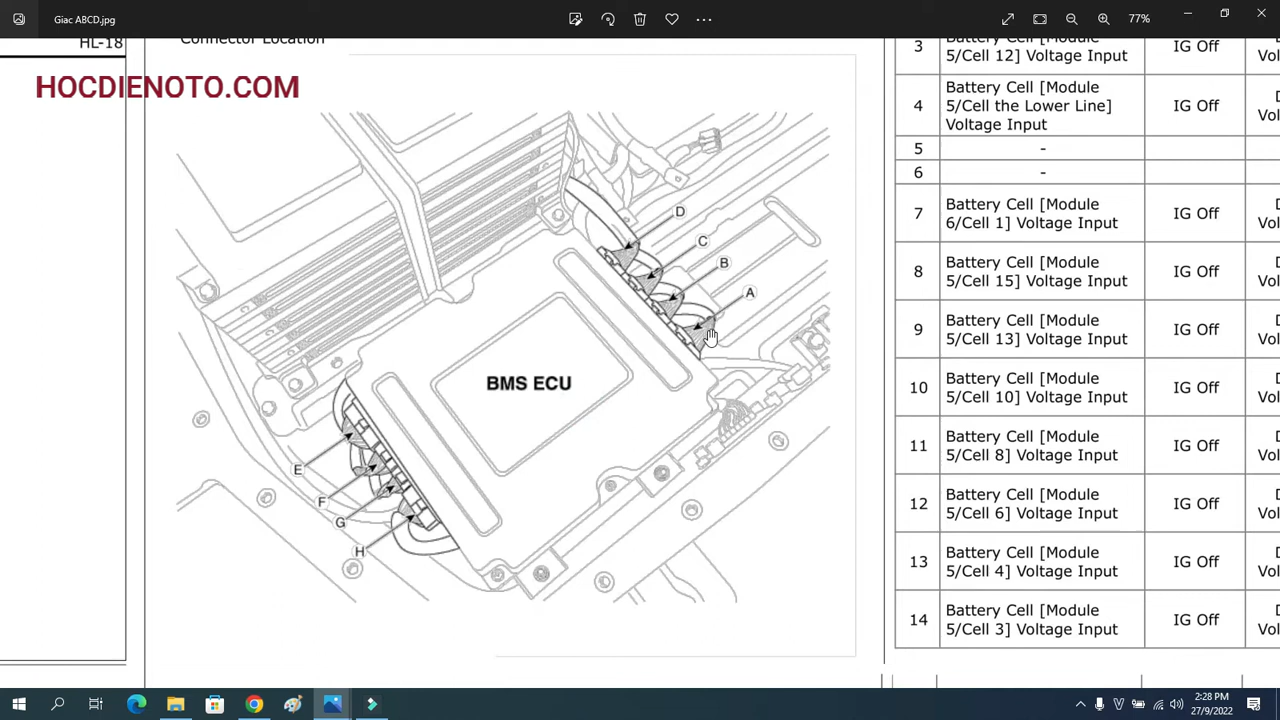 Giac ABCD.jpg
77%
HL-18
Connector Location
HOCDIENOTO.COM
D
C
B
A
BMS ECU
E
F
G
H
3
Battery Cell [Module
5/Cell 12] Voltage Input
IG Off
4
Battery Cell [Module
5/Cell the Lower Line]
Voltage Input
IG Off
5
-
6
-
7
Battery Cell [Module
6/Cell 1] Voltage Input
IG Off
8
Battery Cell [Module
5/Cell 15] Voltage Input
IG Off
9
Battery Cell [Module
5/Cell 13] Voltage Input
IG Off
10
Battery Cell [Module
5/Cell 10] Voltage Input
IG Off
11
Battery Cell [Module
5/Cell 8] Voltage Input
IG Off
12
Battery Cell [Module
5/Cell 6] Voltage Input
IG Off
13
Battery Cell [Module
5/Cell 4] Voltage Input
IG Off
14
Battery Cell [Module
5/Cell 3] Voltage Input
IG Off
2:28 PM
27/9/2022